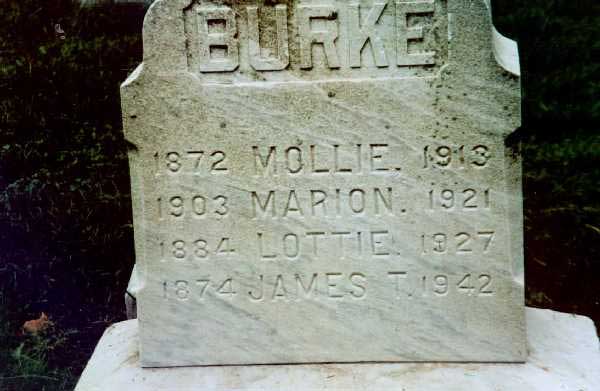 BURKE
1872 MOLLIE. 1913
1903 MARION. 1921
1884 LOTTIE. 1927
1874 JAMES T. 1942